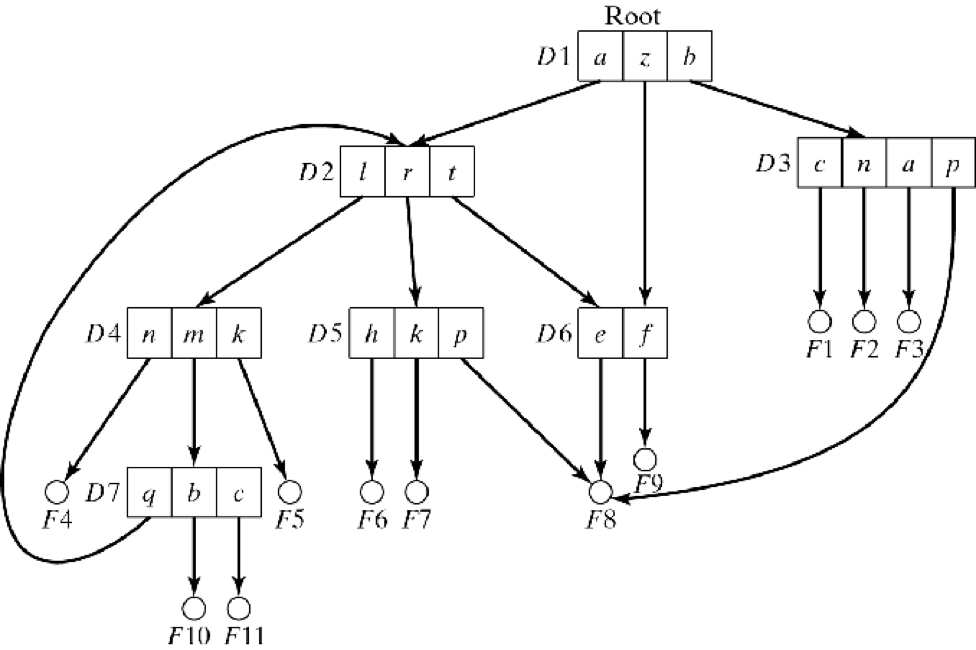 Root
D1 a z b
D2 l r t
D3 c n a p
D4 n m k
D5 h k p
D6 e f
F1 F2 F3
D7 q b c
F4 F5 F6 F7 F8 F9
F10 F11